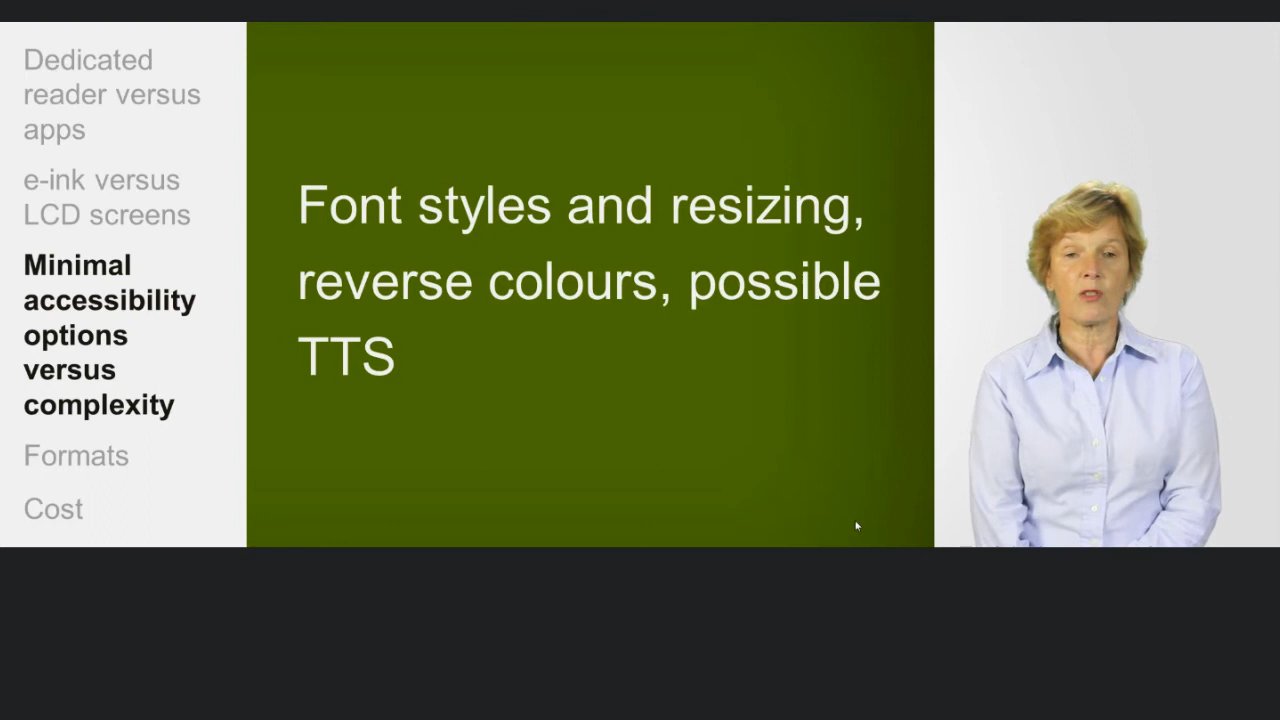 Dedicated
reader versus
apps
e-ink versus
LCD screens
Minimal
accessibility
options
versus
complexity
Formats
Cost
Font styles and resizing,
reverse colours, possible
TTS